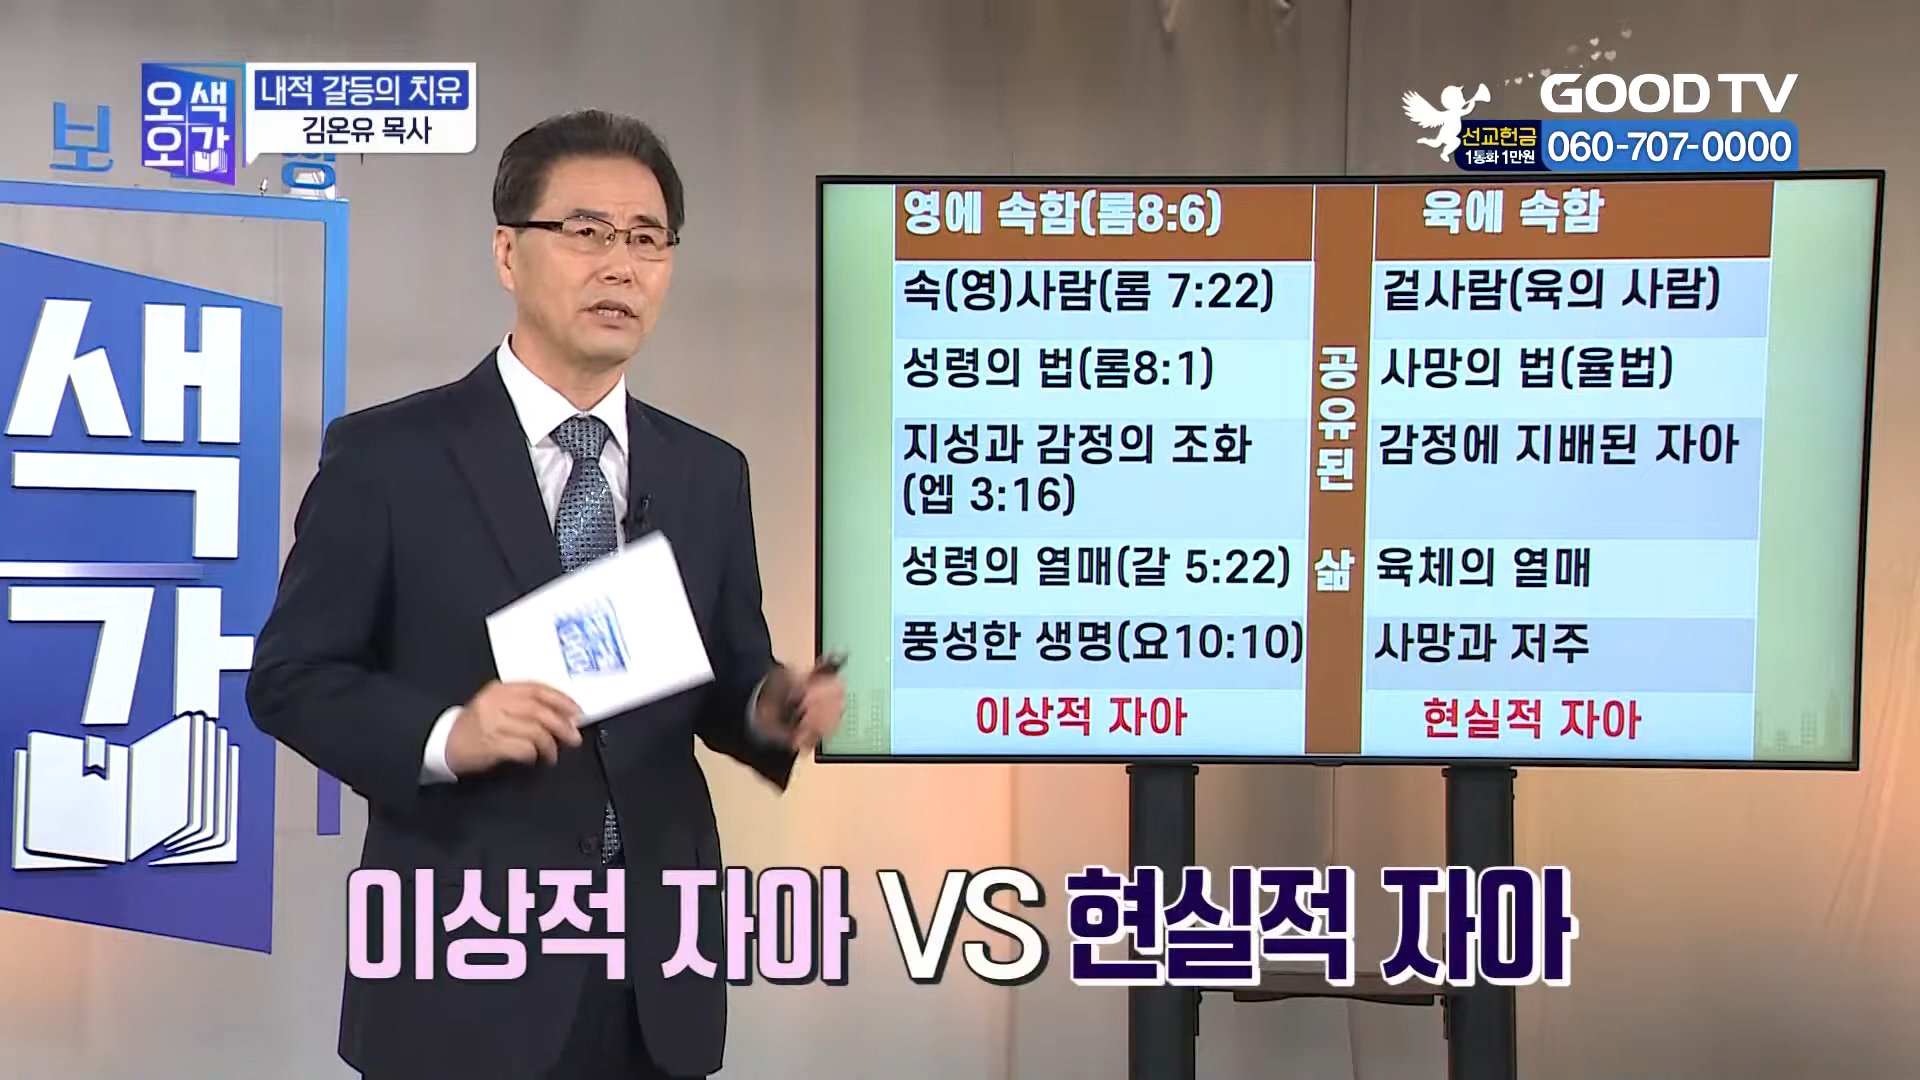 오색
오감
내적 갈등의 치유
김온유 목사
GOOD TV
선교헌금
1통화 1만원
060-707-0000
보
색
감
영에 속함(롬8:6)
육에 속함
속(영)사람(롬 7:22)
겉사람(육의 사람)
성령의 법(롬8:1)
사망의 법(율법)
지성과 감정의 조화
(엡 3:16)
감정에 지배된 자아
성령의 열매(갈 5:22)
육체의 열매
풍성한 생명(요10:10)
사망과 저주
이상적 자아
현실적 자아
공유된 삶
이상적 자아 VS 현실적 자아